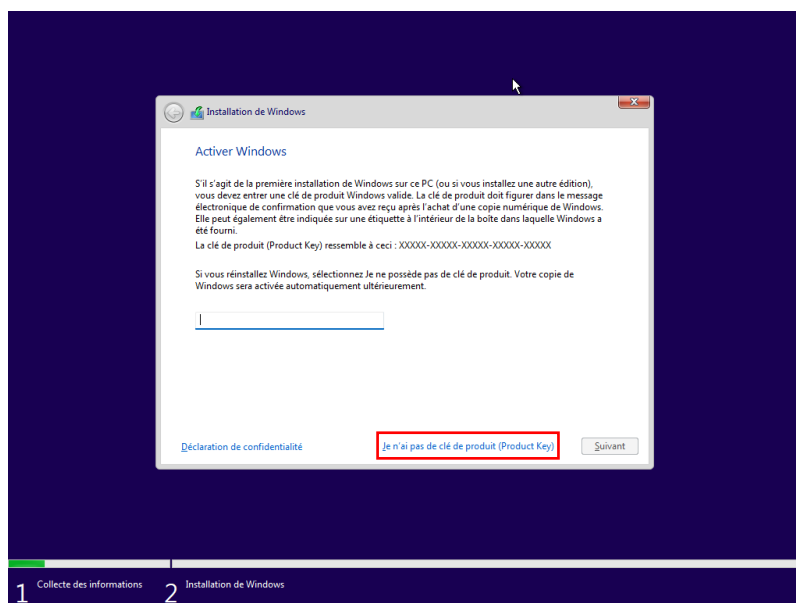 Installation de Windows
Activer Windows
S'il s'agit de la première installation de Windows sur ce PC (ou si vous installez une autre édition),
vous devez entrer une clé de produit Windows valide. La clé de produit doit figurer dans le message
électronique de confirmation que vous avez reçu après l'achat d'une copie numérique de Windows.
Elle peut également être indiquée sur une étiquette à l'intérieur de la boîte dans laquelle Windows a
été fourni.
La clé de produit (Product Key) ressemble à ceci : XXXXX-XXXXX-XXXXX-XXXXX-XXXXX
Si vous réinstallez Windows, sélectionnez Je ne possède pas de clé de produit. Votre copie de
Windows sera activée automatiquement ultérieurement.
Déclaration de confidentialité
Je n'ai pas de clé de produit (Product Key)
Suivant
1 Collecte des informations
2 Installation de Windows